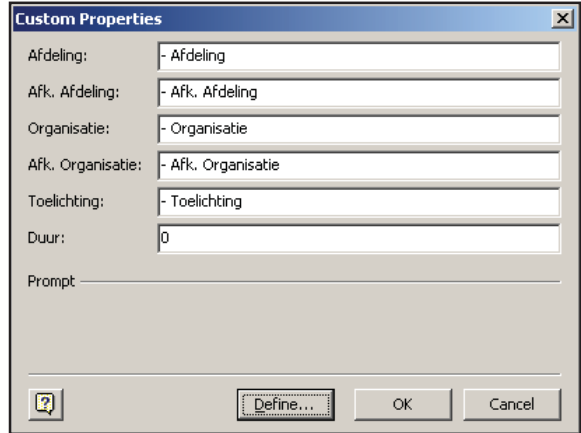 Custom Properties
Afdeling: - Afdeling
Afk. Afdeling: - Afk. Afdeling
Organisatie: - Organisatie
Afk. Organisatie: - Afk. Organisatie
Toelichting: - Toelichting
Duur: 0
Prompt
Define... OK Cancel